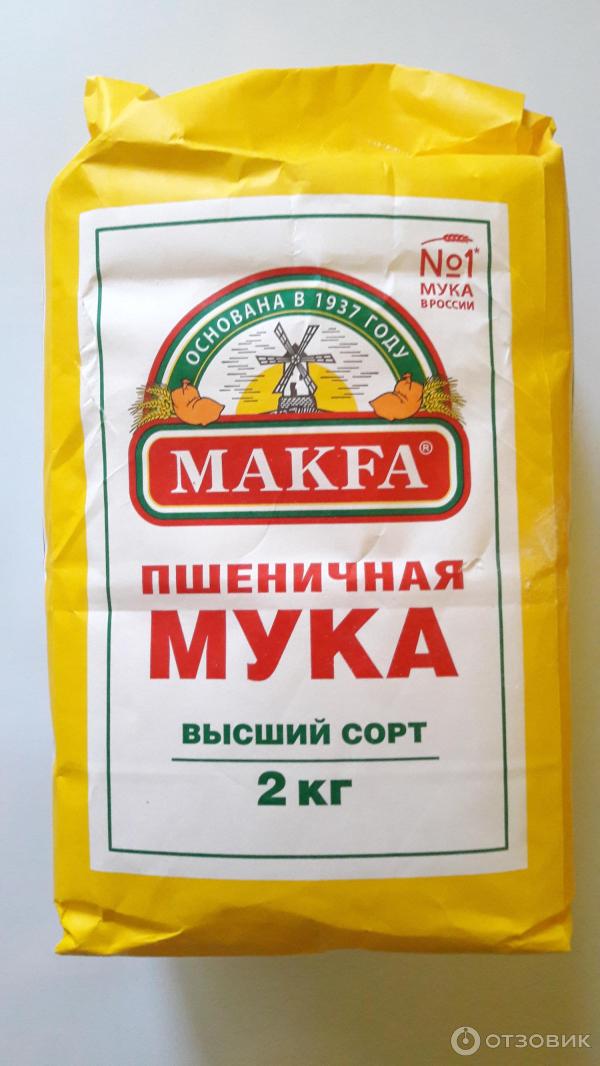 №1*
МУКА
В РОССИИ
ОСНОВАНА В 1937 ГОДУ
MAKFA®
ПШЕНИЧНАЯ
МУКА
ВЫСШИЙ СОРТ
2 кг
ОТЗОВИК